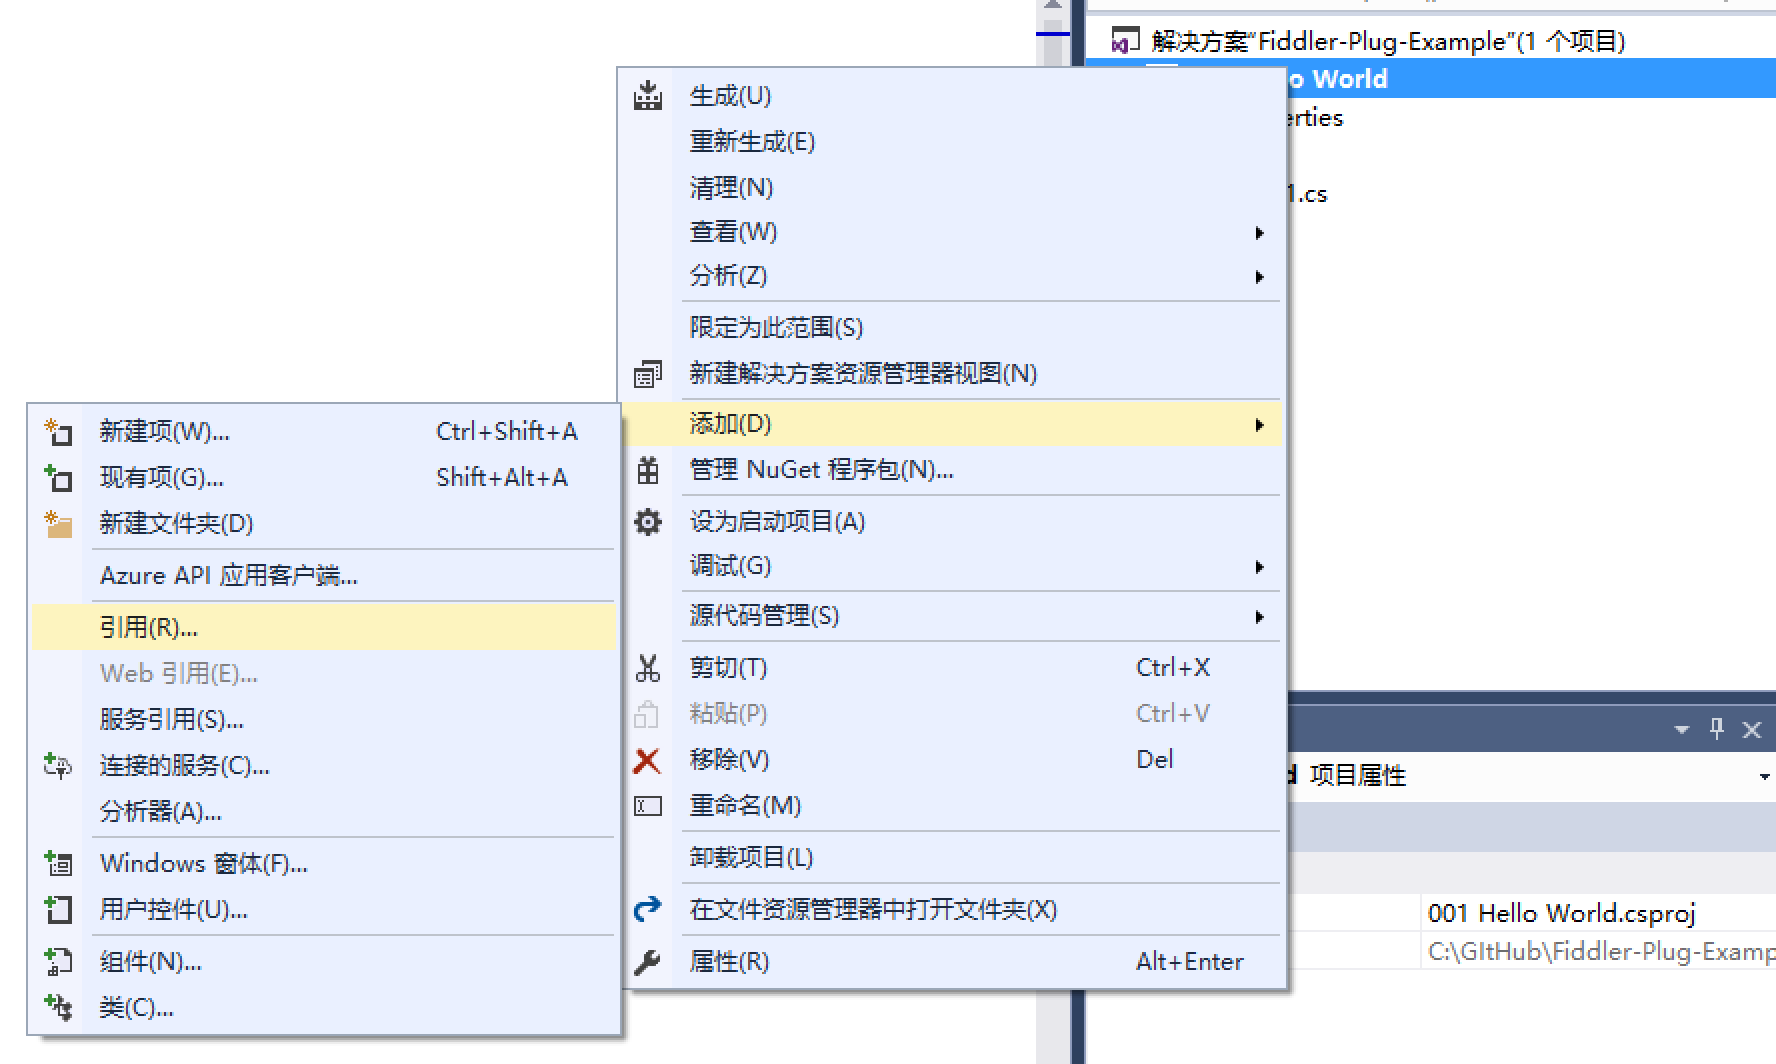 解决方案“Fiddler-Plug-Example”(1 个项目)
World
1.cs
生成(U)
重新生成(E)
清理(N)
查看(W)
分析(Z)
限定为此范围(S)
新建解决方案资源管理器视图(N)
添加(D)
管理 NuGet 程序包(N)...
设为启动项目(A)
调试(G)
源代码管理(S)
剪切(T) Ctrl+X
粘贴(P) Ctrl+V
移除(V) Del
重命名(M)
卸载项目(L)
在文件资源管理器中打开文件夹(X)
属性(R) Alt+Enter
新建项(W)... Ctrl+Shift+A
现有项(G)... Shift+Alt+A
新建文件夹(D)
Azure API 应用客户端...
引用(R)...
Web 引用(E)...
服务引用(S)...
连接的服务(C)...
分析器(A)...
Windows 窗体(F)...
用户控件(U)...
组件(N)...
类(C)...
项目属性
001 Hello World.csproj
C:\GItHub\Fiddler-Plug-Examp